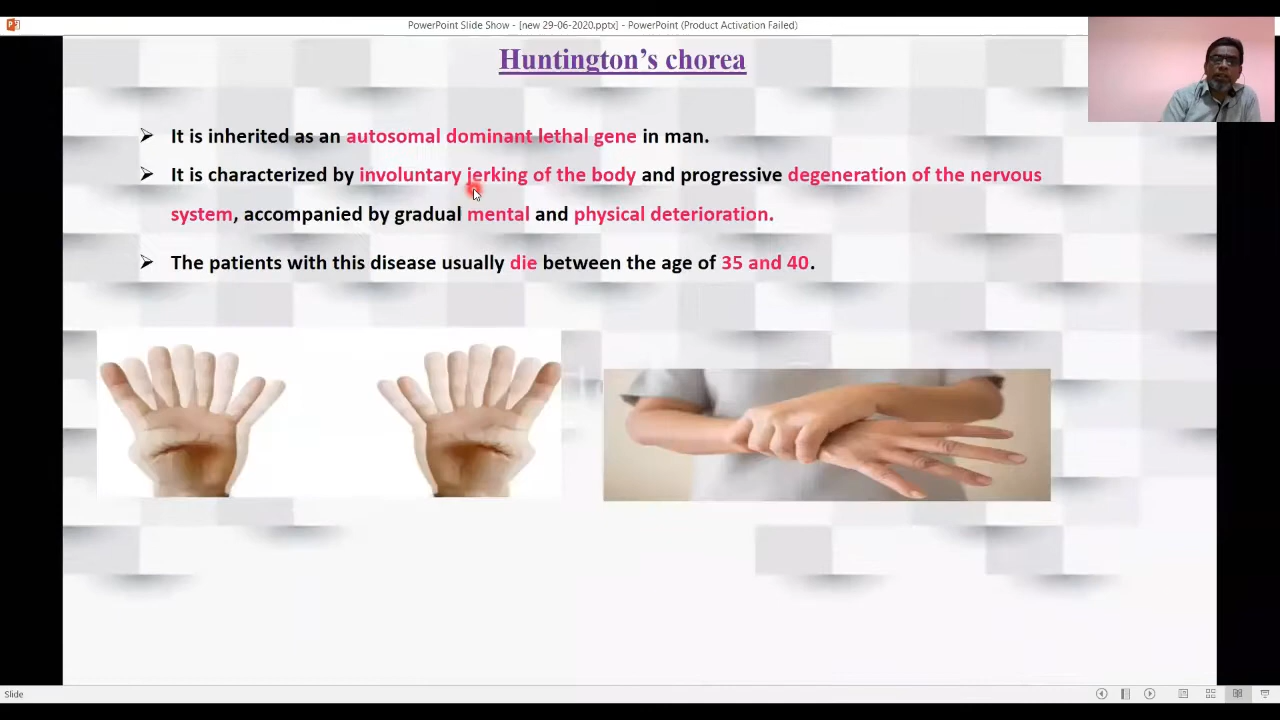 PowerPoint Slide Show - [new 29-06-2020.pptx] - PowerPoint (Product Activation Failed)
Huntington's chorea
➢ It is inherited as an autosomal dominant lethal gene in man.
➢ It is characterized by involuntary jerking of the body and progressive degeneration of the nervous
system, accompanied by gradual mental and physical deterioration.
➢ The patients with this disease usually die between the age of 35 and 40.
Slide